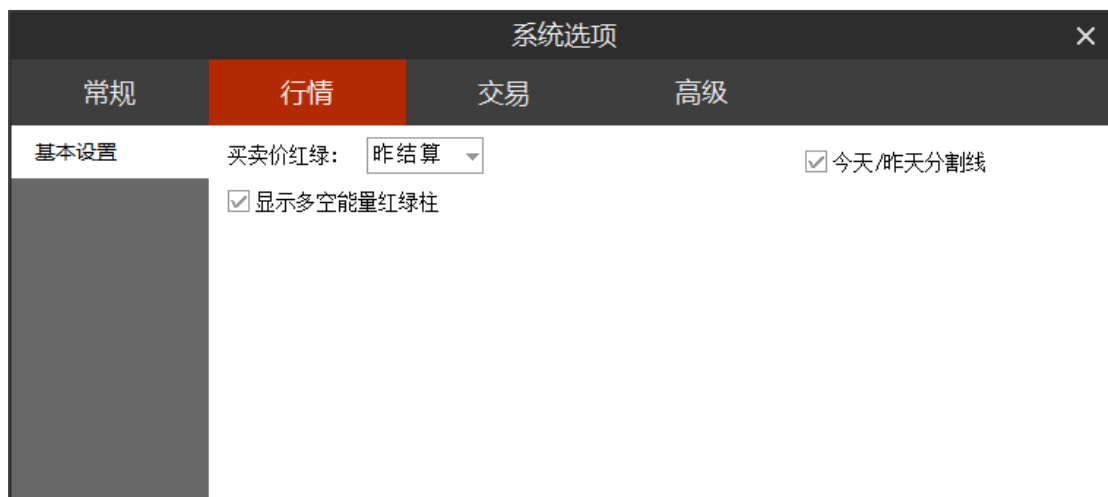 系统选项
常规 行情 交易 高级
基本设置 买卖价红绿： 昨结算 今天/昨天分割线
显示多空能量红绿柱